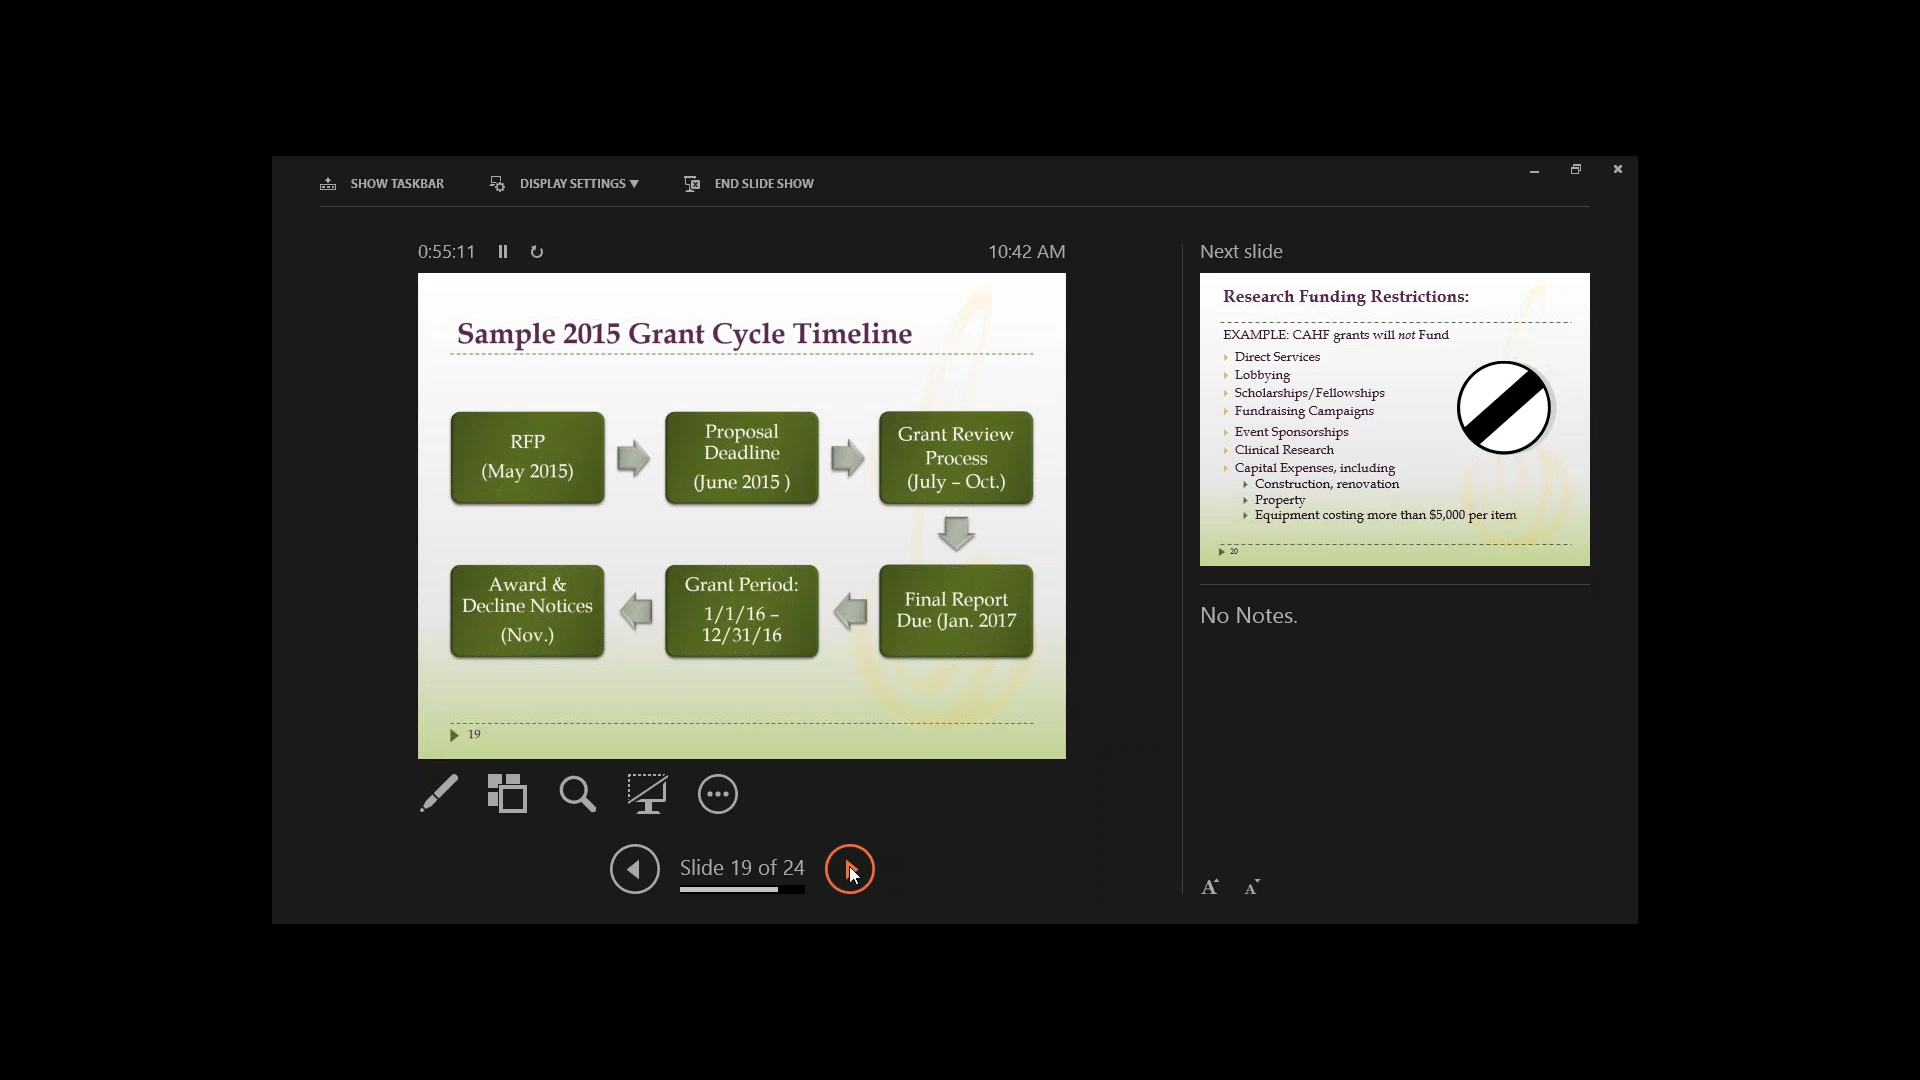 SHOW TASKBAR
DISPLAY SETTINGS
END SLIDE SHOW
0:55:11
10:42 AM
Sample 2015 Grant Cycle Timeline
RFP
(May 2015)
Proposal
Deadline
(June 2015 )
Grant Review
Process
(July – Oct.)
Award &
Decline Notices
(Nov.)
Grant Period:
1/1/16 –
12/31/16
Final Report
Due (Jan. 2017
19
Slide 19 of 24
Next slide
Research Funding Restrictions:
EXAMPLE: CAHF grants will not Fund
Direct Services
Lobbying
Scholarships/Fellowships
Fundraising Campaigns
Event Sponsorships
Clinical Research
Capital Expenses, including
Construction, renovation
Property
Equipment costing more than $5,000 per item
20
No Notes.
A A